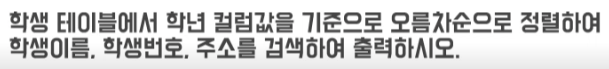 학생 테이블에서 학년 컬럼값을 기준으로 오름차순으로 정렬하여
학생이름, 학생번호, 주소를 검색하여 출력하시오.